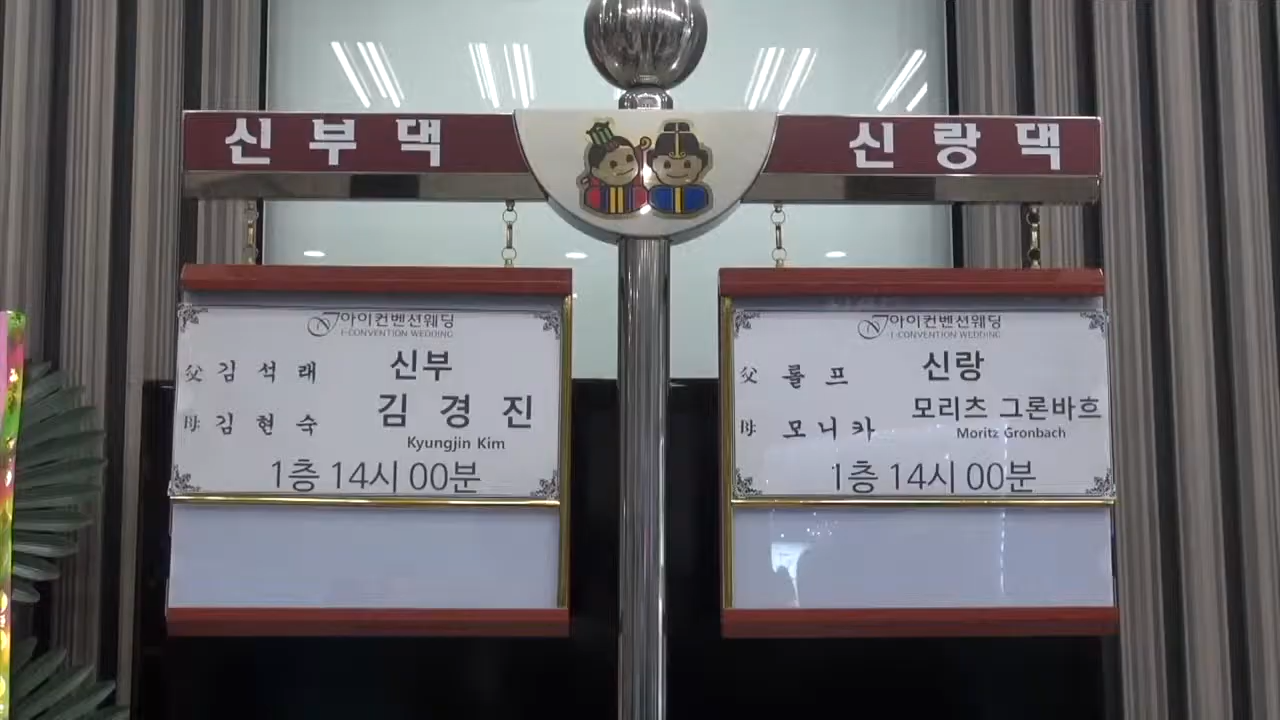 신부댁
신랑댁
아이컨벤션웨딩
I-CONVENTION WEDDING
父 김석래
母 김현숙
신부
김경진
Kyungjin Kim
1층 14시 00분
아이컨벤션웨딩
I-CONVENTION WEDDING
父 롤프
母 모니카
신랑
모리츠 그론바흐
Moritz Gronbach
1층 14시 00분